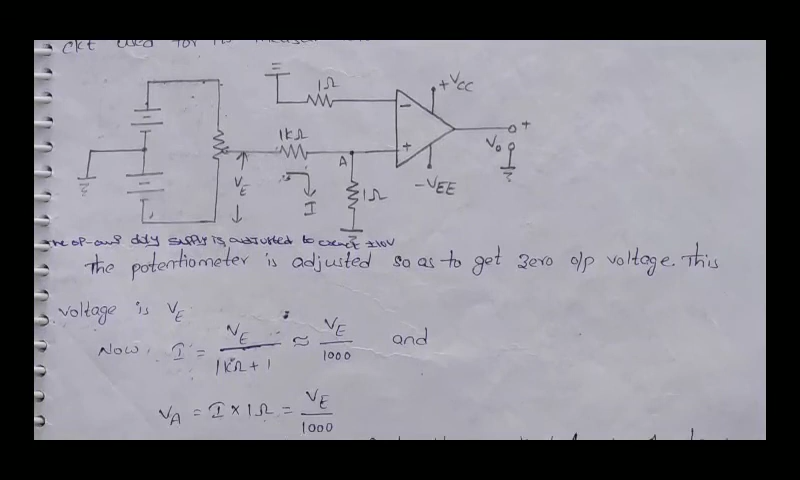 ckt used for
1Ω
+VCC
1KΩ
-
+
+
A
Vo
VE
I
1Ω
-VEE
op-amp supply is adjusted to exact ±10V
The potentiometer is adjusted so as to get zero o/p voltage. This
voltage is VE
Now, I = VE / 1KΩ + 1 ≈ VE / 1000 and
VA = I × 1Ω = VE / 1000